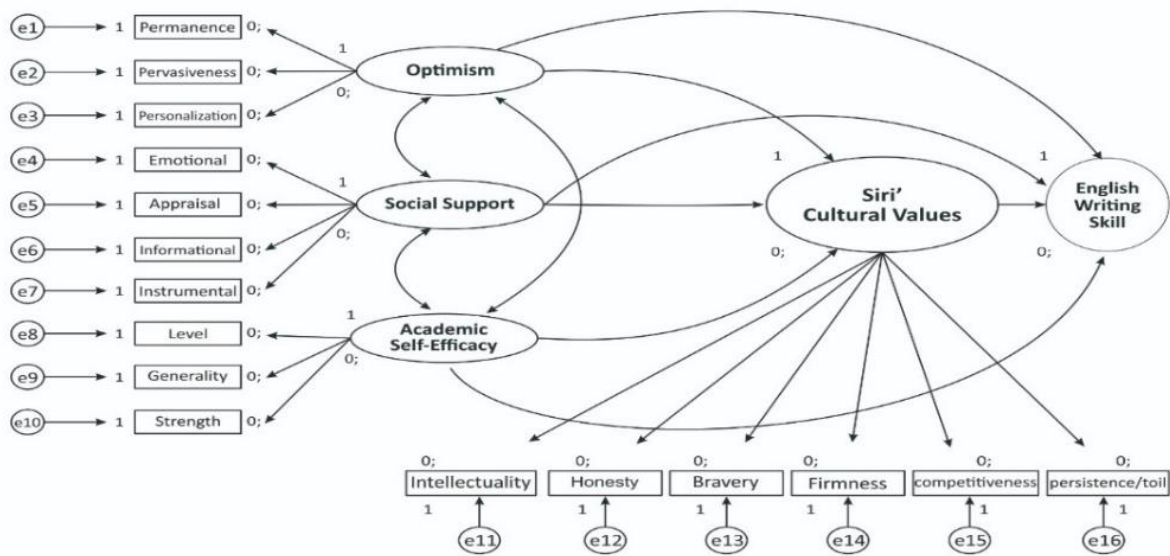 e1 1 Permanence 0;
e2 1 Pervasiveness 0;
e3 1 Personalization 0;
e4 1 Emotional 0;
e5 1 Appraisal 0;
e6 1 Informational 0;
e7 1 Instrumental 0;
e8 1 Level 0;
e9 1 Generality 0;
e10 1 Strength 0;
1
Optimism
0;
1
Social Support
0;
1
Academic
Self-Efficacy
0;
1
Siri’
Cultural Values
0;
1
English
Writing
Skill
0;
0; 0; 0; 0; 0; 0;
Intellectuality Honesty Bravery Firmness competitiveness persistence/toil
1 1 1 1 1 1
e11 e12 e13 e14 e15 e16